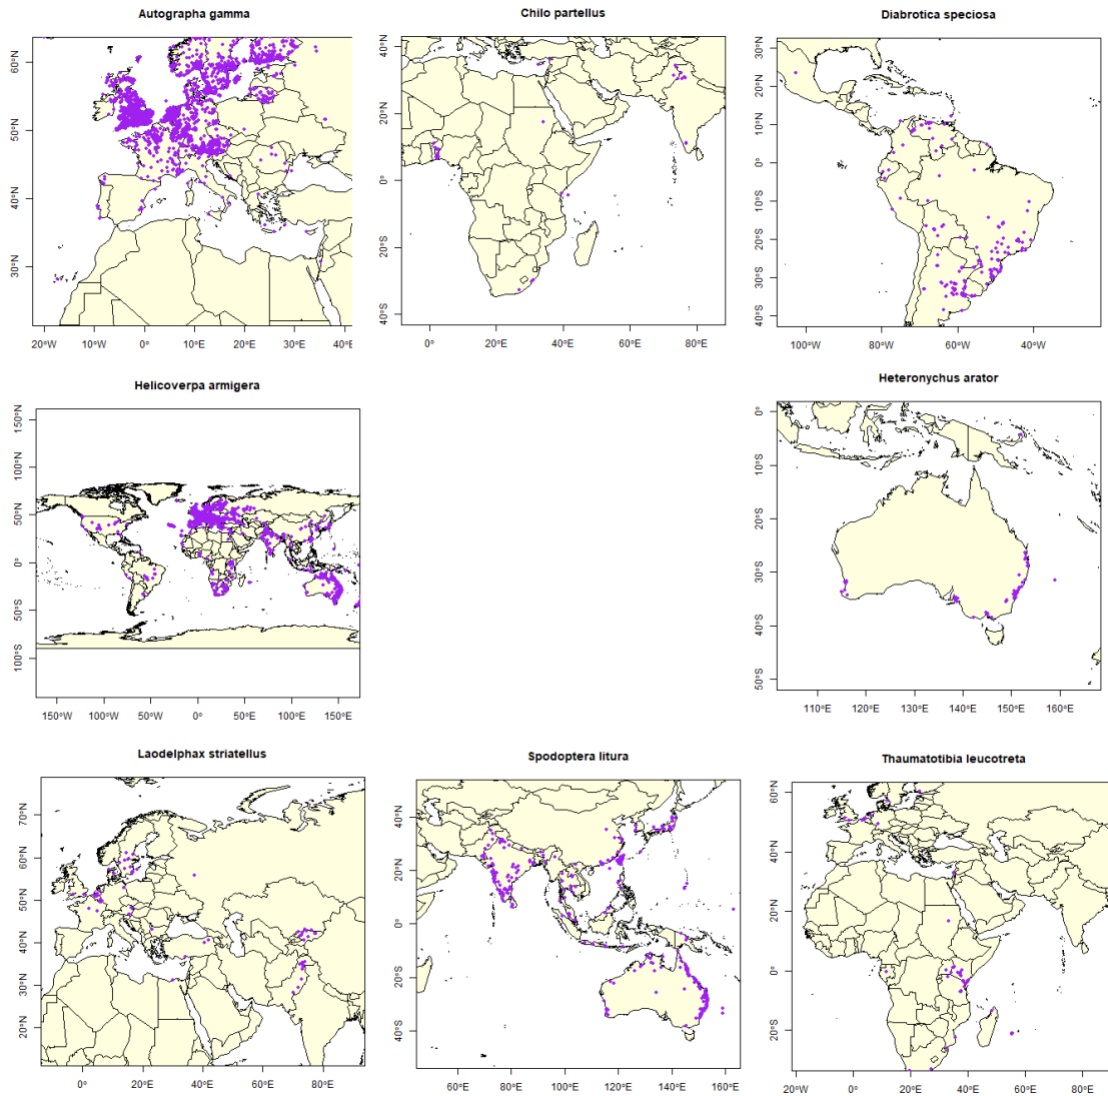 Autographa gamma
Chilo partellus
Diabrotica speciosa
60°N
50°N
40°N
30°N
20°W
10°W
0°
10°E
20°E
30°E
40°E
40°N
20°N
0°
20°S
40°S
0°
20°E
40°E
60°E
80°E
30°N
20°N
10°N
0°
10°S
20°S
30°S
40°S
100°W
80°W
60°W
40°W
Helicoverpa armigera
Heteronychus arator
150°N
100°N
50°N
0°
50°S
100°S
150°W
100°W
50°W
0°
50°E
100°E
150°E
0°
10°S
20°S
30°S
40°S
50°S
110°E
120°E
130°E
140°E
150°E
160°E
Laodelphax striatellus
Spodoptera litura
Thaumatotibia leucotreta
70°N
60°N
50°N
40°N
30°N
20°N
0°
20°E
40°E
60°E
80°E
40°N
20°N
0°
20°S
40°S
60°E
80°E
100°E
120°E
140°E
160°E
60°N
40°N
20°N
0°
20°S
20°W
0°
20°E
40°E
60°E
80°E